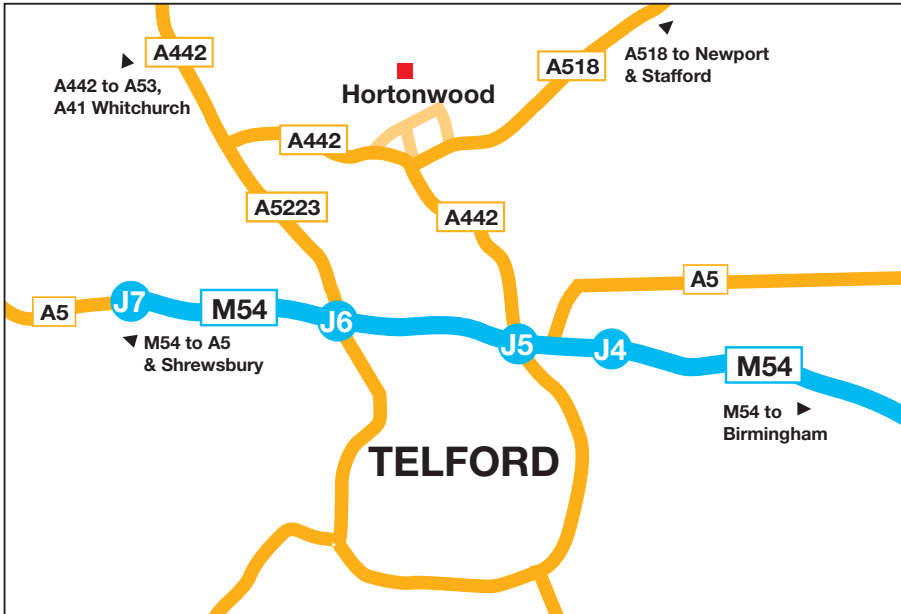 A442
A518
A518 to Newport
& Stafford
A442 to A53,
A41 Whitchurch
Hortonwood
A442
A5223
A442
A5
A5
J7
M54
J6
J5
J4
M54
M54 to A5
& Shrewsbury
M54 to
Birmingham
TELFORD